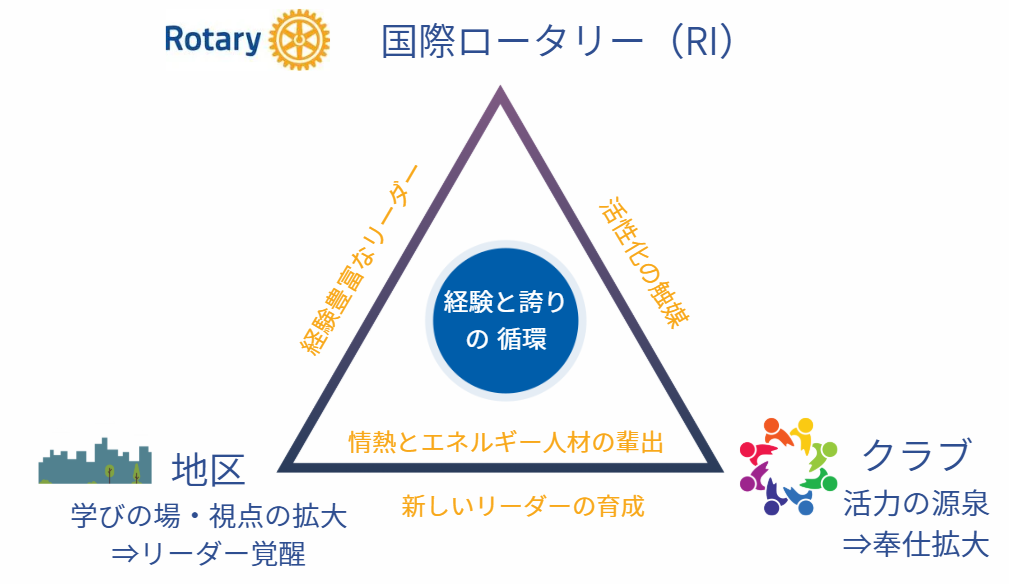 Rotary
国際ロータリー（RI）
経験豊富なリーダー
活性化の触媒
経験と誇り
の 循環
情熱とエネルギー人材の輩出
地区
クラブ
学びの場・視点の拡大
⇒リーダー覚醒
新しいリーダーの育成
活力の源泉
⇒奉仕拡大